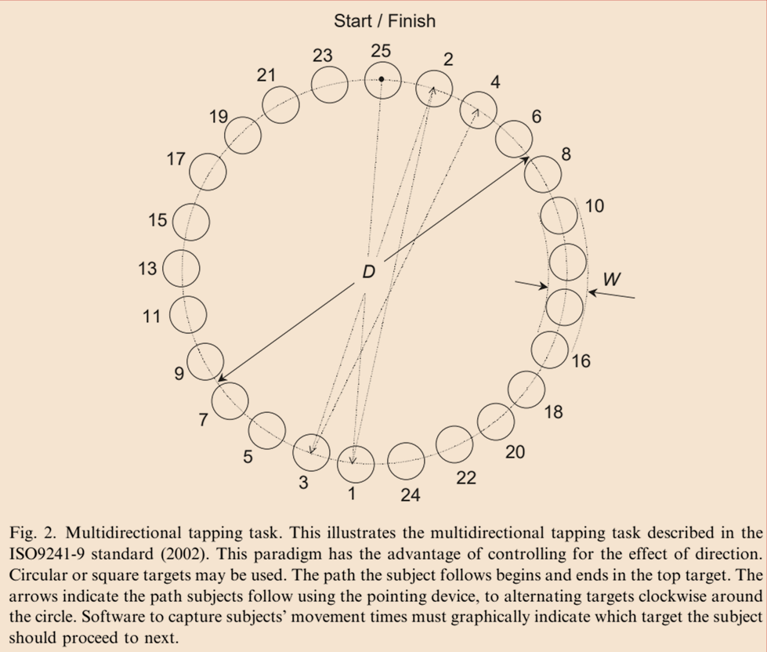 Start / Finish
25
2
23
4
21
6
19
8
17
10
15
D
13
W
11
16
9
18
7
20
5
22
3
1
24
Fig. 2. Multidirectional tapping task. This illustrates the multidirectional tapping task described in the
ISO9241-9 standard (2002). This paradigm has the advantage of controlling for the effect of direction.
Circular or square targets may be used. The path the subject follows begins and ends in the top target. The
arrows indicate the path subjects follow using the pointing device, to alternating targets clockwise around
the circle. Software to capture subjects’ movement times must graphically indicate which target the subject
should proceed to next.